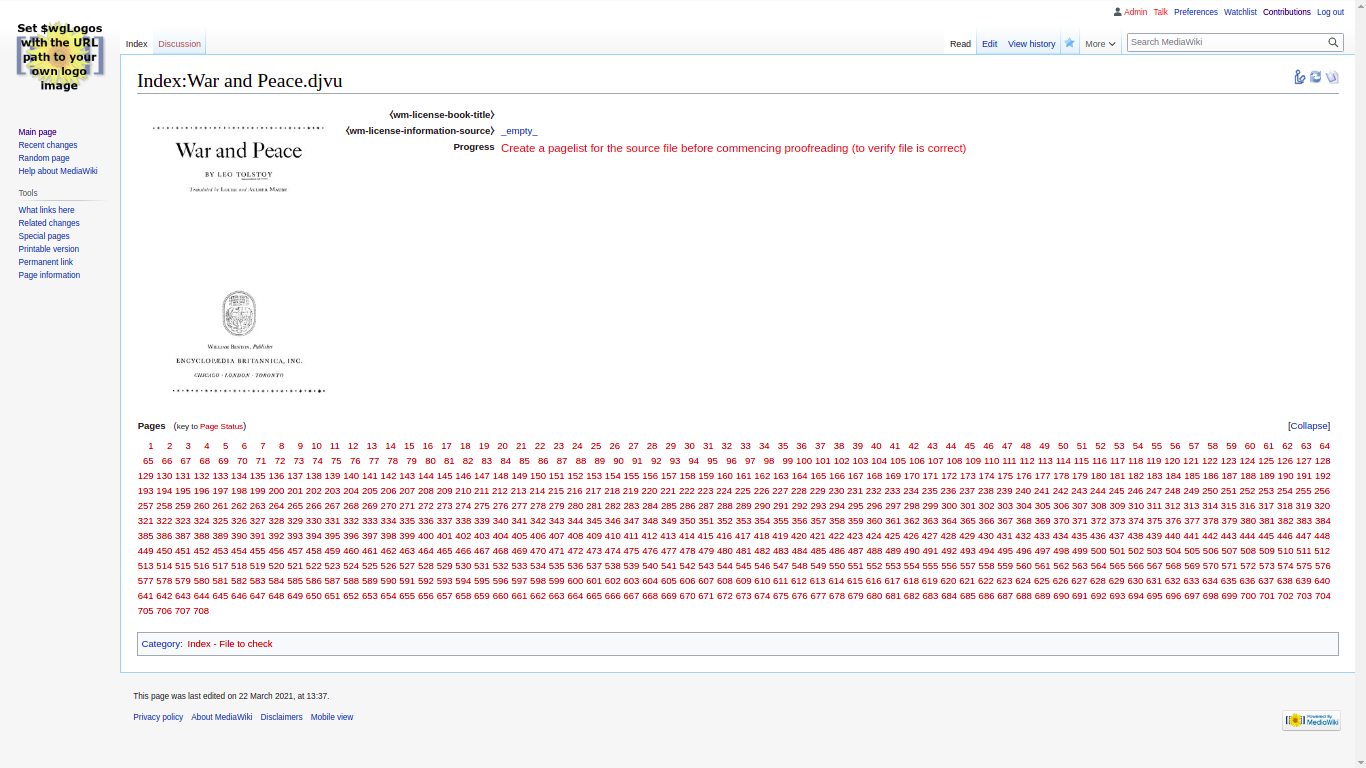 Admin Talk Preferences Watchlist Contributions Log out
Set $wgLogos
with the URL
path to your
own logo
image
Index Discussion Read Edit View history More Search MediaWiki
Index:War and Peace.djvu
Main page
Recent changes
Random page
Help about MediaWiki
Tools
What links here
Related changes
Special pages
Printable version
Permanent link
Page information
War and Peace
BY LEO TOLSTOY
Translated by Louise and Aylmer Maude
William Benton, Publisher
ENCYCLOPÆDIA BRITANNICA, INC.
CHICAGO · LONDON · TORONTO
⧼wm-license-book-title⧽
⧼wm-license-information-source⧽ _empty_
Progress Create a pagelist for the source file before commencing proofreading (to verify file is correct)
Pages (key to Page Status) [Collapse]
1 2 3 4 5 6 7 8 9 10 11 12 13 14 15 16 17 18 19 20 21 22 23 24 25 26 27 28 29 30 31 32 33 34 35 36 37 38 39 40 41 42 43 44 45 46 47 48 49 50 51 52 53 54 55 56 57 58 59 60 61 62 63 64
65 66 67 68 69 70 71 72 73 74 75 76 77 78 79 80 81 82 83 84 85 86 87 88 89 90 91 92 93 94 95 96 97 98 99 100 101 102 103 104 105 106 107 108 109 110 111 112 113 114 115 116 117 118 119 120 121 122 123 124 125 126 127 128
129 130 131 132 133 134 135 136 137 138 139 140 141 142 143 144 145 146 147 148 149 150 151 152 153 154 155 156 157 158 159 160 161 162 163 164 165 166 167 168 169 170 171 172 173 174 175 176 177 178 179 180 181 182 183 184 185 186 187 188 189 190 191 192
193 194 195 196 197 198 199 200 201 202 203 204 205 206 207 208 209 210 211 212 213 214 215 216 217 218 219 220 221 222 223 224 225 226 227 228 229 230 231 232 233 234 235 236 237 238 239 240 241 242 243 244 245 246 247 248 249 250 251 252 253 254 255 256
257 258 259 260 261 262 263 264 265 266 267 268 269 270 271 272 273 274 275 276 277 278 279 280 281 282 283 284 285 286 287 288 289 290 291 292 293 294 295 296 297 298 299 300 301 302 303 304 305 306 307 308 309 310 311 312 313 314 315 316 317 318 319 320
321 322 323 324 325 326 327 328 329 330 331 332 333 334 335 336 337 338 339 340 341 342 343 344 345 346 347 348 349 350 351 352 353 354 355 356 357 358 359 360 361 362 363 364 365 366 367 368 369 370 371 372 373 374 375 376 377 378 379 380 381 382 383 384
385 386 387 388 389 390 391 392 393 394 395 396 397 398 399 400 401 402 403 404 405 406 407 408 409 410 411 412 413 414 415 416 417 418 419 420 421 422 423 424 425 426 427 428 429 430 431 432 433 434 435 436 437 438 439 440 441 442 443 444 445 446 447 448
449 450 451 452 453 454 455 456 457 458 459 460 461 462 463 464 465 466 467 468 469 470 471 472 473 474 475 476 477 478 479 480 481 482 483 484 485 486 487 488 489 490 491 492 493 494 495 496 497 498 499 500 501 502 503 504 505 506 507 508 509 510 511 512
513 514 515 516 517 518 519 520 521 522 523 524 525 526 527 528 529 530 531 532 533 534 535 536 537 538 539 540 541 542 543 544 545 546 547 548 549 550 551 552 553 554 555 556 557 558 559 560 561 562 563 564 565 566 567 568 569 570 571 572 573 574 575 576
577 578 579 580 581 582 583 584 585 586 587 588 589 590 591 592 593 594 595 596 597 598 599 600 601 602 603 604 605 606 607 608 609 610 611 612 613 614 615 616 617 618 619 620 621 622 623 624 625 626 627 628 629 630 631 632 633 634 635 636 637 638 639 640
641 642 643 644 645 646 647 648 649 650 651 652 653 654 655 656 657 658 659 660 661 662 663 664 665 666 667 668 669 670 671 672 673 674 675 676 677 678 679 680 681 682 683 684 685 686 687 688 689 690 691 692 693 694 695 696 697 698 699 700 701 702 703 704
705 706 707 708
Category: Index - File to check
This page was last edited on 22 March 2021, at 13:37.
Privacy policy About MediaWiki Disclaimers Mobile view
Powered By
MediaWiki